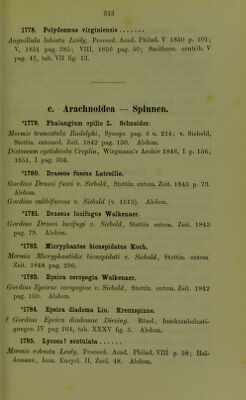 313
1778. Polydesmus virginiensis . . . . . . .
Anguillula labiata Leidy, Proceed. Acad. Philad. V 1850 p. 101;
V, 1851 pag. 285; VIII, 1856 pag. 50; Smithson. contrib. V
pag. 47, tab. VII fig. 13.
c. Arachnoidea — Spinnen.
*1779. Phalangium opilio L. Schneider.
Mermis truncatula Rudolphi, Synops. pag. 6 u. 214; v. Siebold,
Stettin. entomol. Zeit. 1842 pag. 150. Abdom.
Distomum cystidicola Creplin, Wiegmann's Archiv 1846, I p. 156;
1851, I pag. 304.
*1780. Drassus fuscus Latreille.
Gordius Drassi fusci v. Siebold, Stettin. entom. Zeit. 1843 p. 79.
Abdom.
Gordius subbifurcus v. Siebold (v. 1613). Abdom.
*1781. Drassus lucifugus Walkenaer.
Gordius Drassi lucifugi v. Siebold, Stettin. entom. Zeit. 1843
pag. 79. Abdom.
*1782. Micryphantes bicuspidatus Koch.
Mermis Micryphantidis bicuspidati v. Siebold, Stettin. entom.
Zeit. 1848 pag. 296.
*1783. Epeira ceropegia Walkenaer.
Gordius Epeirae ceropegiae v. Siebold, Stettin. entom. Zeit. 1842
pag. 150. Abdom.
*1784. Epeira diadema Lin. Kreuzspinne.
? Gordius Epeirae diademae Diesing. Rösel, Insektenbelusti-
gungen IV pag 264, tab. XXXV fig. 5. Abdom.
1785. Lycosa? scutulata . . . . . .
Mermis robusta Leidy, Proceed. Acad. Philad. VIII p. 58; Hal-
demann, Icon. Encycl. II, Zool. 48. Abdom.